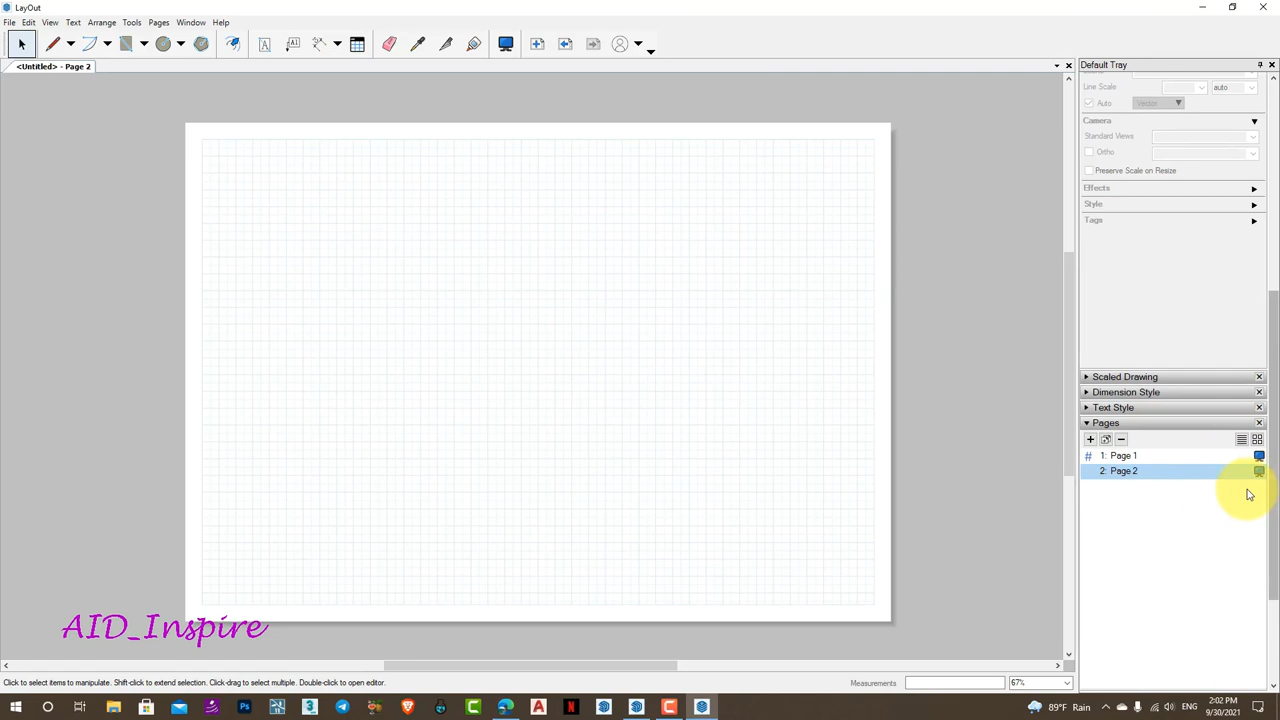 LayOut
File Edit View Text Arrange Tools Pages Window Help
<Untitled> - Page 2
Default Tray
Line Scale auto
Auto Vector
Camera
Standard Views
Ortho
Preserve Scale on Resize
Effects
Style
Tags
Scaled Drawing
Dimension Style
Text Style
Pages
# 1: Page 1
2: Page 2
AID_Inspire
Click to select items to manipulate. Shift-click to extend selection. Click-drag to select multiple. Double-click to open editor. Measurements 67%
89°F Rain 2:02 PM
9/30/2021